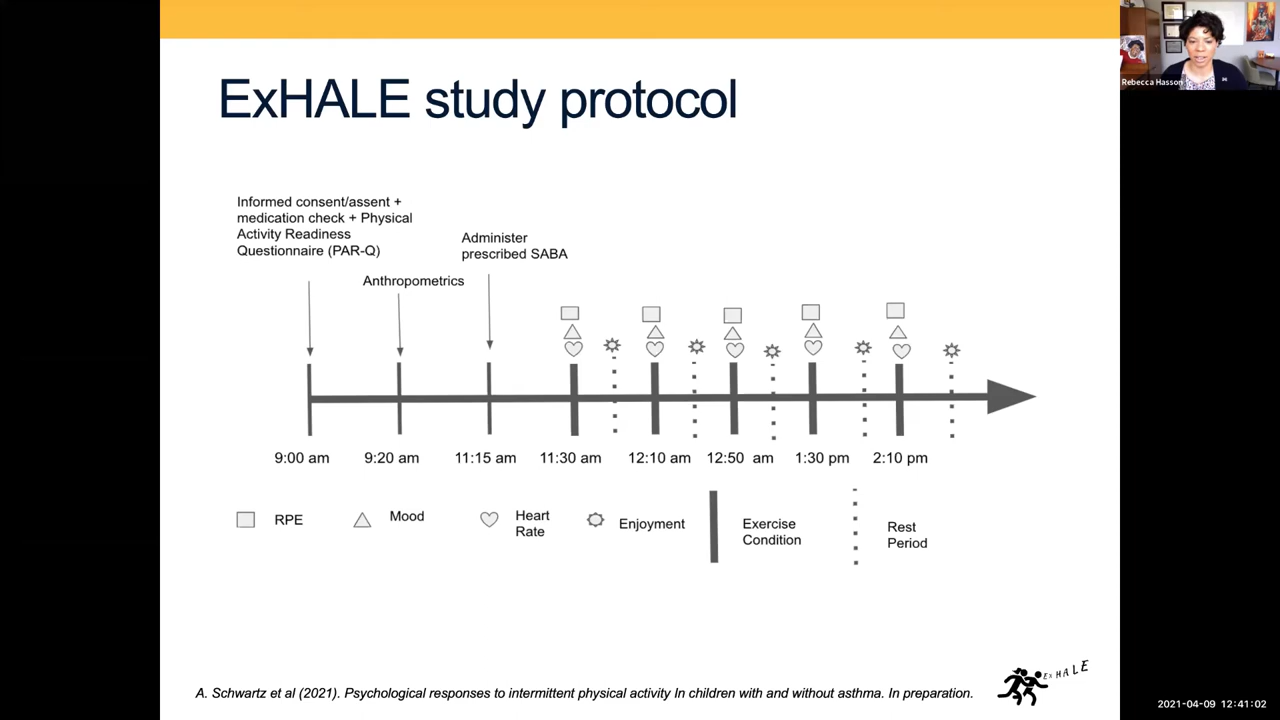 Rebecca Hasson
ExHALE study protocol
Informed consent/assent +
medication check + Physical
Activity Readiness
Questionnaire (PAR-Q)
Administer
prescribed SABA
Anthropometrics
9:00 am
9:20 am
11:15 am
11:30 am
12:10 am
12:50 am
1:30 pm
2:10 pm
RPE
Mood
Heart
Rate
Enjoyment
Exercise
Condition
Rest
Period
A. Schwartz et al (2021). Psychological responses to intermittent physical activity In children with and without asthma. In preparation.
ExHALE
2021-04-09 12:41:02